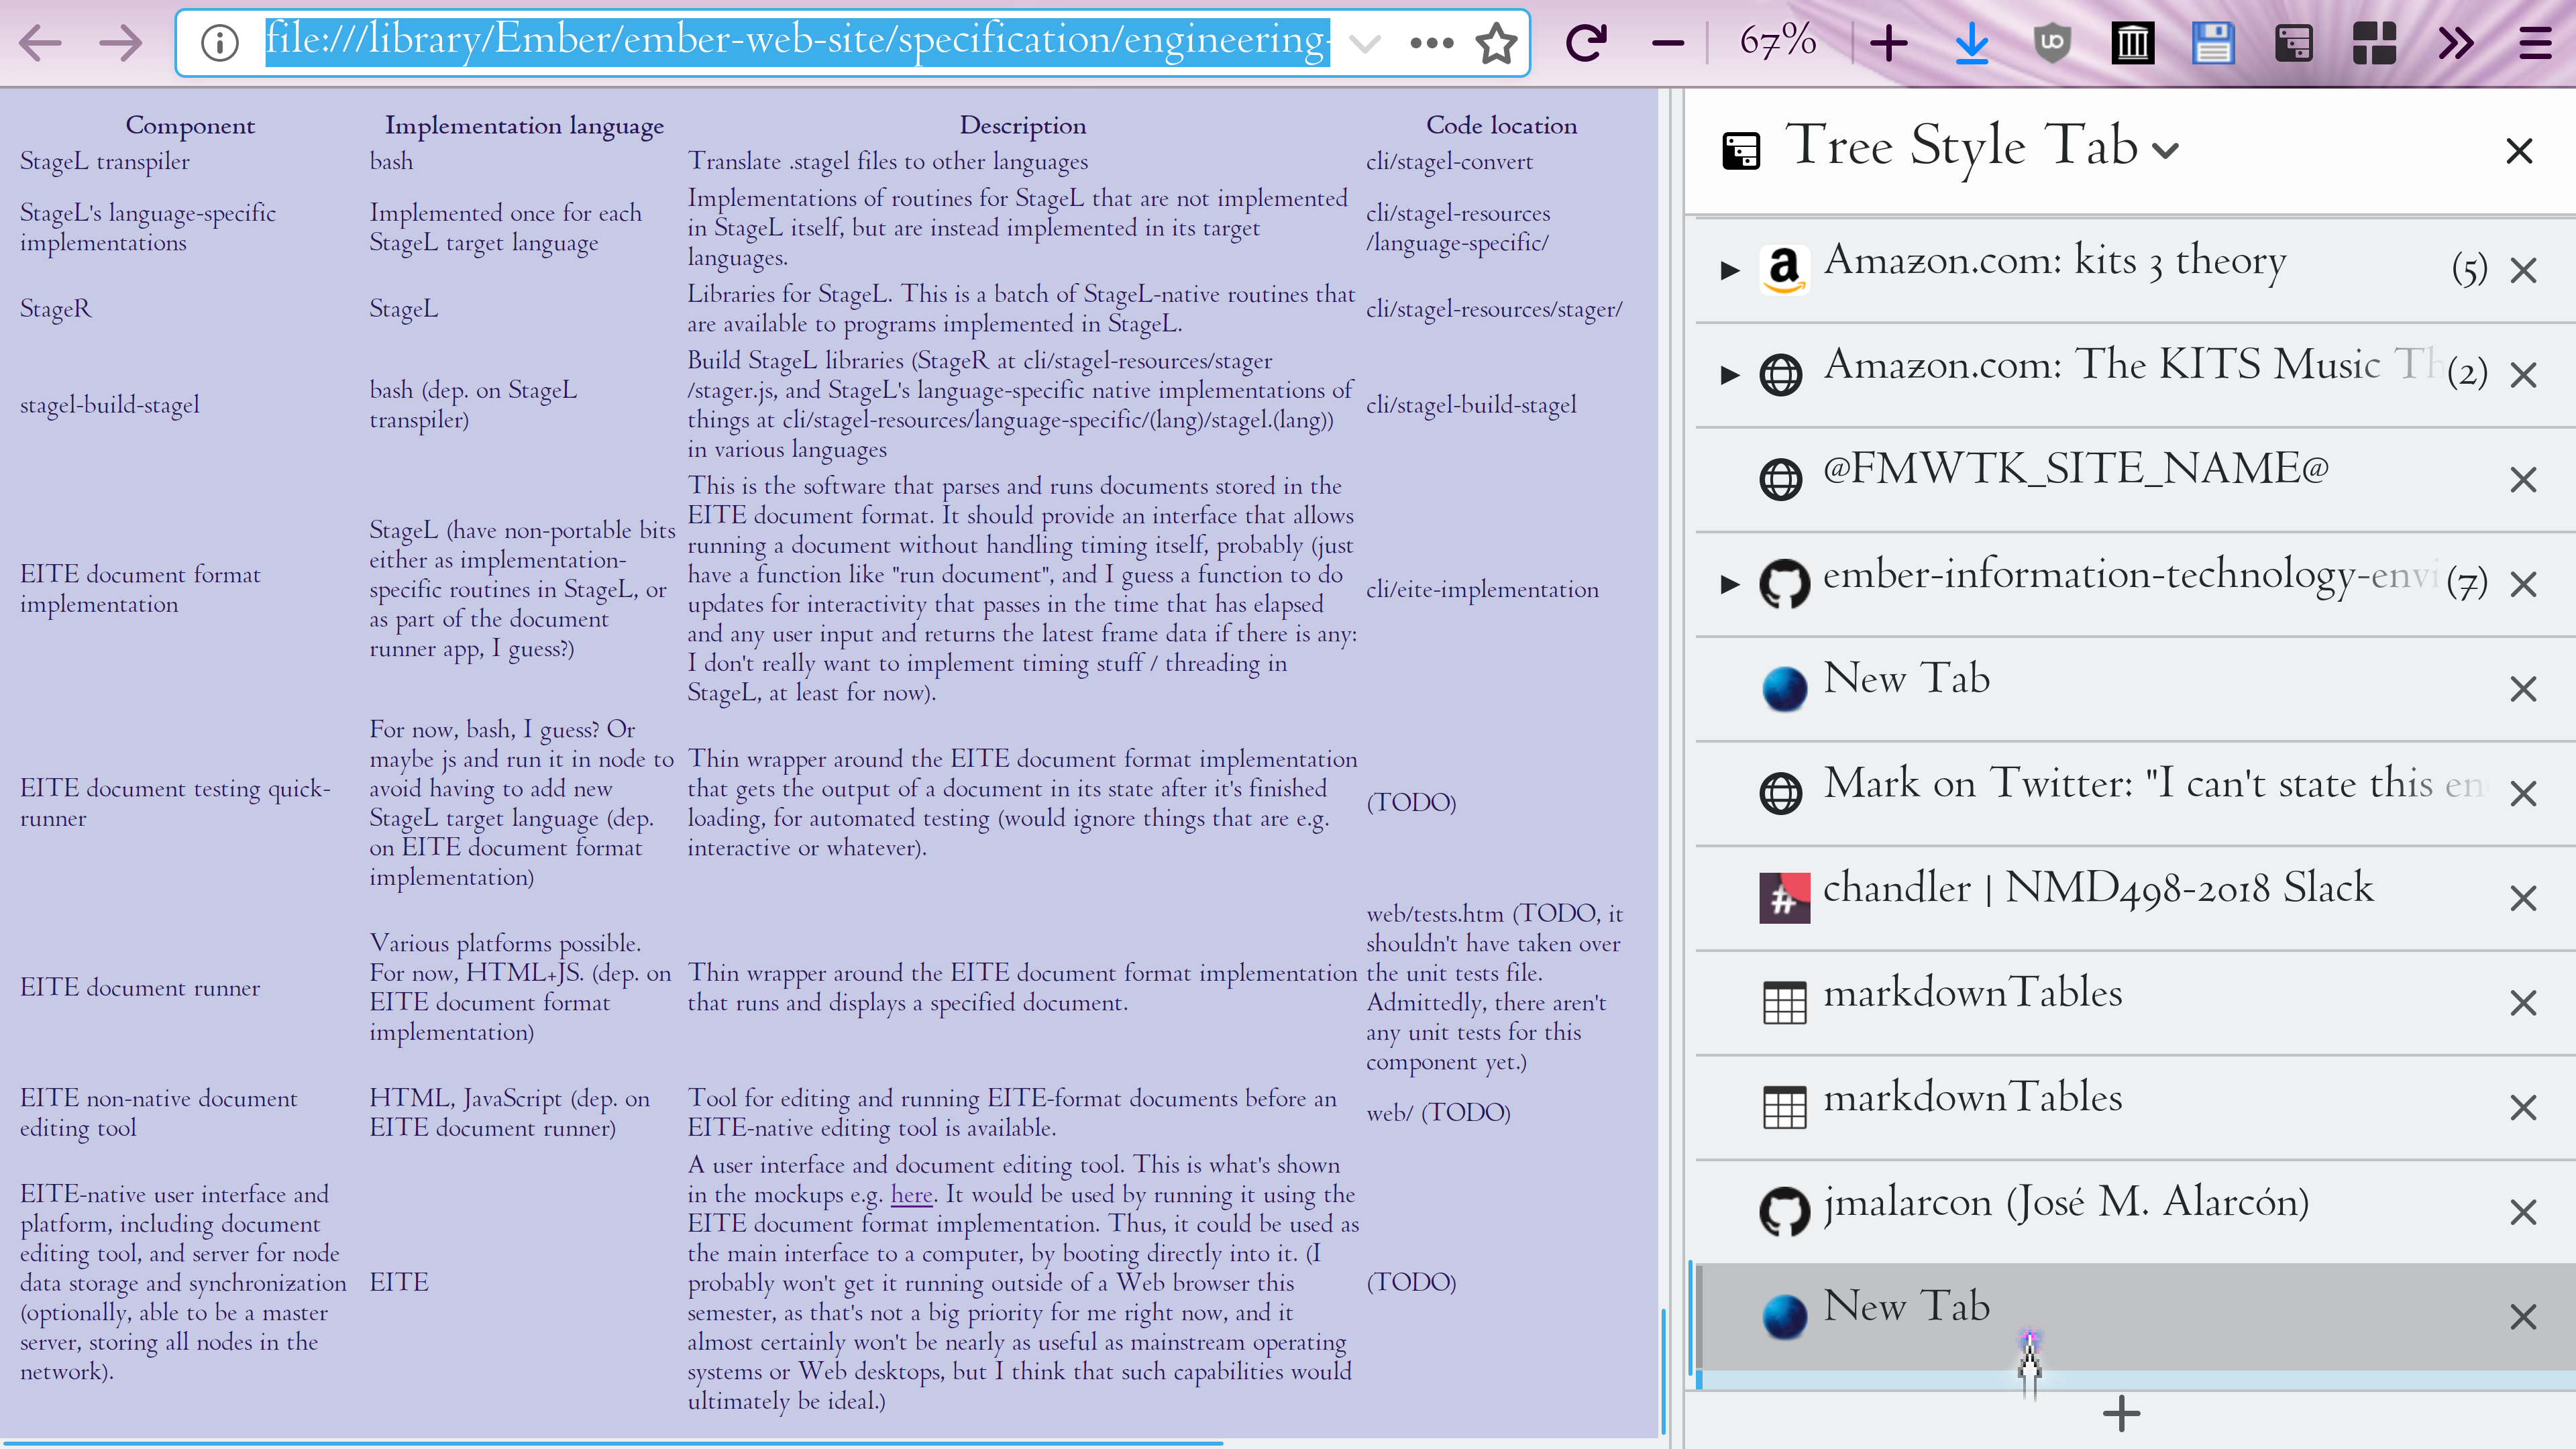 file:///library/Ember/ember-web-site/specification/engineering-
67%
Component
Implementation language
Description
Code location
StageL transpiler
bash
Translate .stagel files to other languages
cli/stagel-convert
StageL's language-specific
implementations
Implemented once for each
StageL target language
Implementations of routines for StageL that are not implemented
in StageL itself, but are instead implemented in its target
languages.
cli/stagel-resources
/language-specific/
StageR
StageL
Libraries for StageL. This is a batch of StageL-native routines that
are available to programs implemented in StageL.
cli/stagel-resources/stager/
stagel-build-stagel
bash (dep. on StageL
transpiler)
Build StageL libraries (StageR at cli/stagel-resources/stager
/stager.js, and StageL's language-specific native implementations of
things at cli/stagel-resources/language-specific/(lang)/stagel.(lang))
in various languages
cli/stagel-build-stagel
EITE document format
implementation
StageL (have non-portable bits
either as implementation-
specific routines in StageL, or
as part of the document
runner app, I guess?)
This is the software that parses and runs documents stored in the
EITE document format. It should provide an interface that allows
running a document without handling timing itself, probably (just
have a function like "run document", and I guess a function to do
updates for interactivity that passes in the time that has elapsed
and any user input and returns the latest frame data if there is any:
I don't really want to implement timing stuff / threading in
StageL, at least for now).
cli/eite-implementation
EITE document testing quick-
runner
For now, bash, I guess? Or
maybe js and run it in node to
avoid having to add new
StageL target language (dep.
on EITE document format
implementation)
Thin wrapper around the EITE document format implementation
that gets the output of a document in its state after it's finished
loading, for automated testing (would ignore things that are e.g.
interactive or whatever).
(TODO)
EITE document runner
Various platforms possible.
For now, HTML+JS. (dep. on
EITE document format
implementation)
Thin wrapper around the EITE document format implementation
that runs and displays a specified document.
web/tests.htm (TODO, it
shouldn't have taken over
the unit tests file.
Admittedly, there aren't
any unit tests for this
component yet.)
EITE non-native document
editing tool
HTML, JavaScript (dep. on
EITE document runner)
Tool for editing and running EITE-format documents before an
EITE-native editing tool is available.
web/ (TODO)
EITE-native user interface and
platform, including document
editing tool, and server for node
data storage and synchronization
(optionally, able to be a master
server, storing all nodes in the
network).
EITE
A user interface and document editing tool. This is what's shown
in the mockups e.g. here. It would be used by running it using the
EITE document format implementation. Thus, it could be used as
the main interface to a computer, by booting directly into it. (I
probably won't get it running outside of a Web browser this
semester, as that's not a big priority for me right now, and it
almost certainly won't be nearly as useful as mainstream operating
systems or Web desktops, but I think that such capabilities would
ultimately be ideal.)
(TODO)
Tree Style Tab
Amazon.com: kits 3 theory (5)
Amazon.com: The KITS Music Th (2)
@FMWTK_SITE_NAME@
ember-information-technology-envi (7)
New Tab
Mark on Twitter: "I can't state this en
chandler | NMD498-2018 Slack
markdownTables
markdownTables
jmalarcon (José M. Alarcón)
New Tab